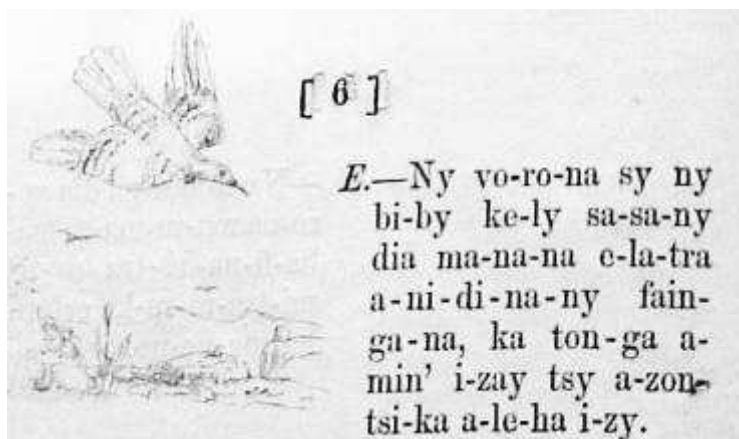 [ 6 ]
E.—Ny vo-ro-na sy ny
bi-by ke-ly sa-sa-ny
dia ma-na-na e-la-tra
a-ni-di-na-ny fain-
ga-na, ka ton-ga a-
min' i-zay tsy a-zon-
tsi-ka a-le-ha i-zy.